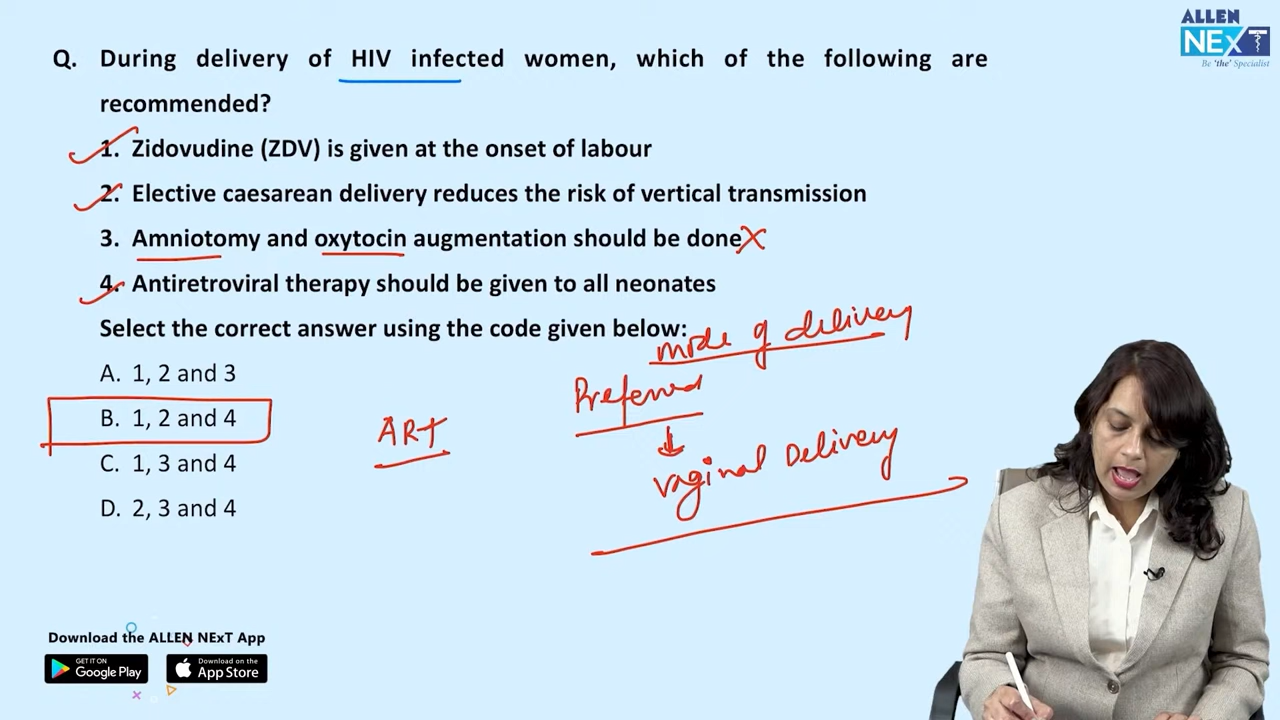 ALLEN
NEXT
Be 'the' Specialist
Q. During delivery of HIV infected women, which of the following are
recommended?
1. Zidovudine (ZDV) is given at the onset of labour
2. Elective caesarean delivery reduces the risk of vertical transmission
3. Amniotomy and oxytocin augmentation should be done
4. Antiretroviral therapy should be given to all neonates
Select the correct answer using the code given below:
mode of delivery
A. 1, 2 and 3
Preferred
B. 1, 2 and 4
ART
vaginal Delivery
C. 1, 3 and 4
D. 2, 3 and 4
Download the ALLEN NExT App
GET IT ON
Google Play
Download on the
App Store